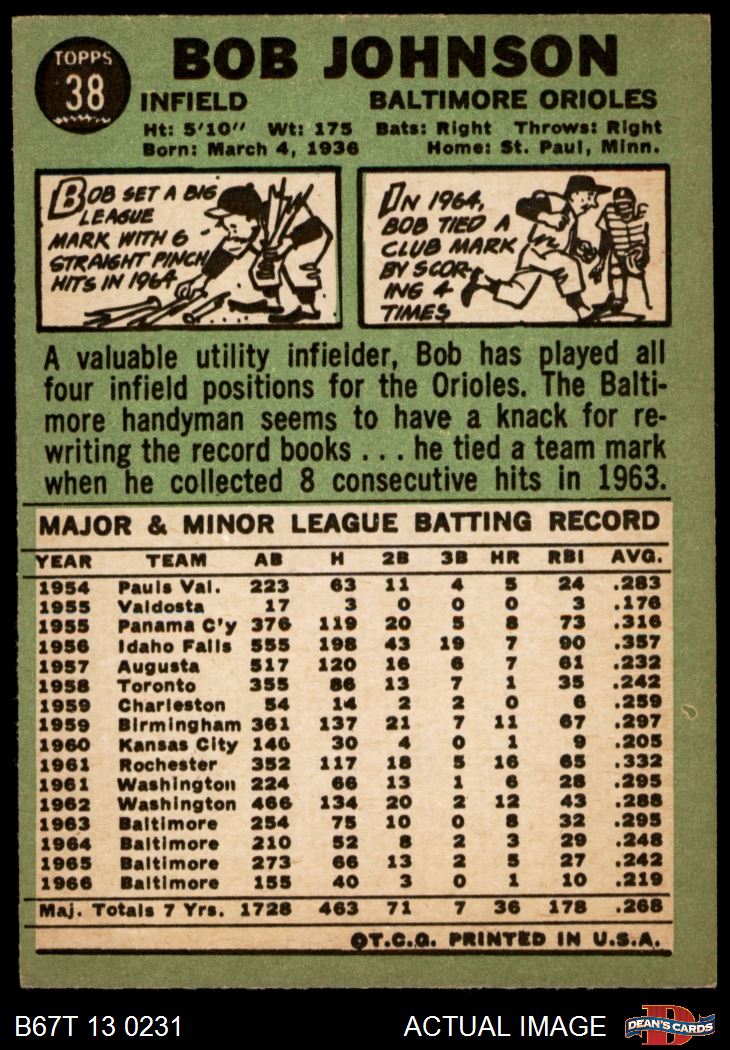 TOPPS
38
BOB JOHNSON
INFIELD BALTIMORE ORIOLES
Ht: 5'10" Wt: 175 Bats: Right Throws: Right
Born: March 4, 1936 Home: St. Paul, Minn.
BOB SET A BIG
LEAGUE
MARK WITH 6
STRAIGHT PINCH
HITS IN 1964
IN 1964,
BOB TIED A
CLUB MARK
BY SCOR-
ING 4
TIMES
A valuable utility infielder, Bob has played all
four infield positions for the Orioles. The Balti-
more handyman seems to have a knack for re-
writing the record books . . . he tied a team mark
when he collected 8 consecutive hits in 1963.
MAJOR & MINOR LEAGUE BATTING RECORD
YEAR TEAM AB H 2B 3B HR RBI AVG.
1954 Pauls Val. 223 63 11 4 5 24 .283
1955 Valdosta 17 3 0 0 0 3 .176
1955 Panama C'y 376 119 20 5 8 73 .316
1956 Idaho Falls 555 198 43 19 7 90 .357
1957 Augusta 517 120 16 6 7 61 .232
1958 Toronto 355 86 13 7 1 35 .242
1959 Charleston 54 14 2 2 0 6 .259
1959 Birmingham 361 137 21 7 11 67 .297
1960 Kansas City 146 30 4 0 1 9 .205
1961 Rochester 352 117 18 5 16 65 .332
1961 Washington 224 66 13 1 6 28 .295
1962 Washington 466 134 20 2 12 43 .288
1963 Baltimore 254 75 10 0 8 32 .295
1964 Baltimore 210 52 8 2 3 29 .248
1965 Baltimore 273 66 13 2 5 27 .242
1966 Baltimore 155 40 3 0 1 10 .219
Maj. Totals 7 Yrs. 1728 463 71 7 36 178 .268
©T.C.G. PRINTED IN U.S.A.
B67T 13 0231 ACTUAL IMAGE
D
DEAN'S CARDS